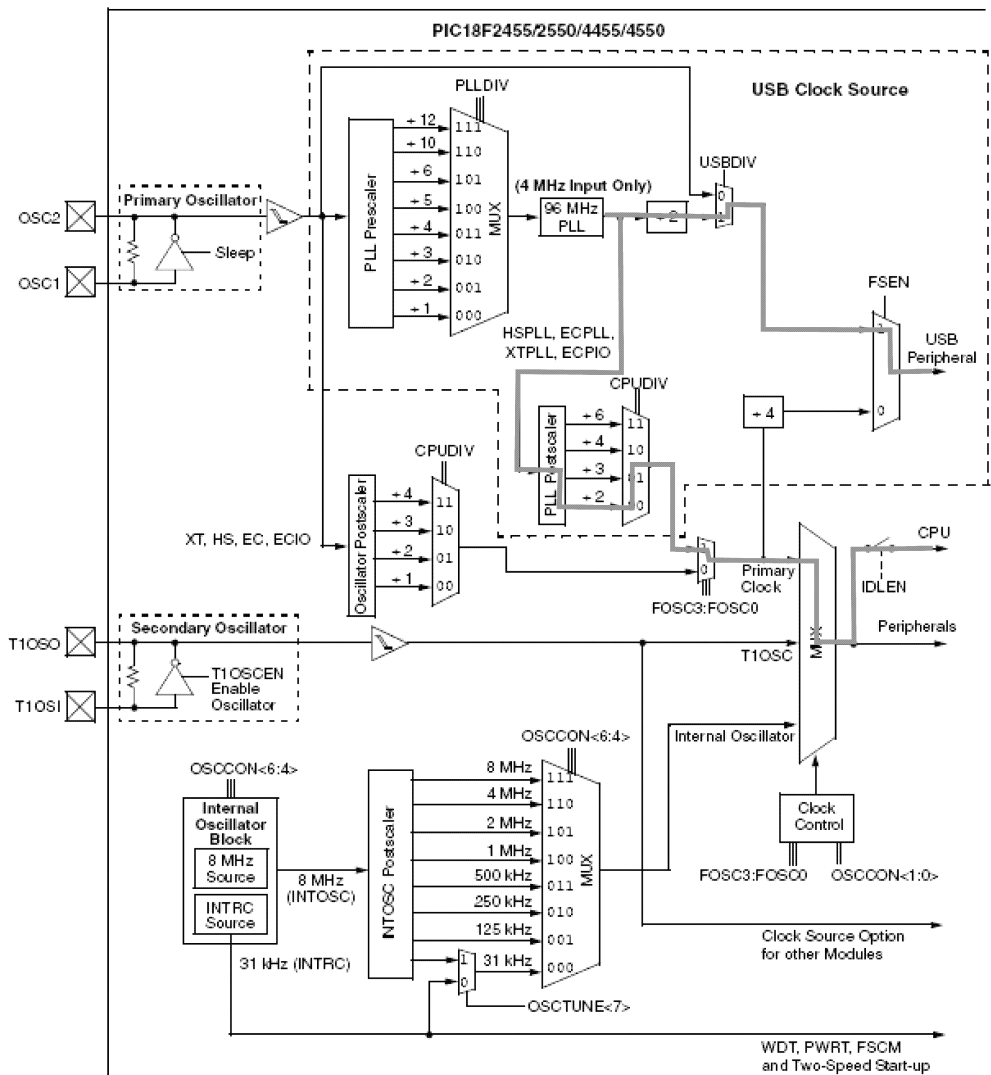 PIC18F2455/2550/4455/4550
USB Clock Source
PLLDIV
÷ 12
111
÷ 10
110
÷ 6
101
÷ 5
100
÷ 4
011
÷ 3
010
÷ 2
001
÷ 1
000
PLL Prescaler
MUX
(4 MHz Input Only)
96 MHz
PLL
2
USBDIV
0
1
OSC2
OSC1
Primary Oscillator
Sleep
HSPLL, ECPLL,
XTPLL, ECPIO
FSEN
1
0
USB
Peripheral
÷ 4
CPUDIV
PLL Postscaler
÷ 6
11
÷ 4
10
÷ 3
01
÷ 2
00
CPUDIV
Oscillator Postscaler
÷ 4
11
÷ 3
10
÷ 2
01
÷ 1
00
XT, HS, EC, ECIO
1
0
FOSC3:FOSC0
Primary
Clock
CPU
IDLEN
Peripherals
MUX
T1OSC
Internal Oscillator
T1OSO
T1OSI
Secondary Oscillator
T1OSCEN
Enable
Oscillator
OSCCON<6:4>
Internal
Oscillator
Block
8 MHz
Source
INTRC
Source
8 MHz
(INTOSC)
31 kHz (INTRC)
INTOSC Postscaler
OSCCON<6:4>
8 MHz
111
4 MHz
110
2 MHz
101
1 MHz
100
500 kHz
011
250 kHz
010
125 kHz
001
31 kHz
000
MUX
1
0
OSCTUNE<7>
Clock
Control
FOSC3:FOSC0
OSCCON<1:0>
Clock Source Option
for other Modules
WDT, PWRT, FSCM
and Two-Speed Start-up